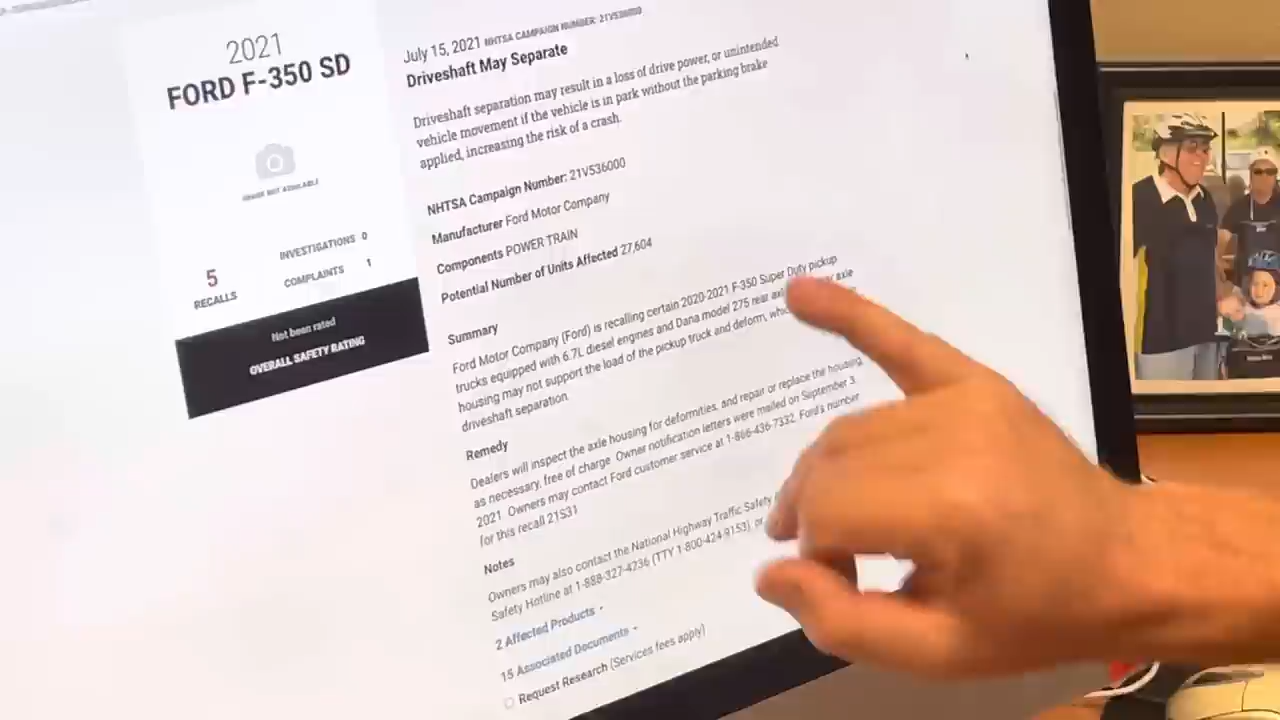 2021
FORD F-350 SD
IMAGE NOT AVAILABLE
5
RECALLS
INVESTIGATIONS 0
COMPLAINTS 1
Not been rated
OVERALL SAFETY RATING
July 15, 2021 NHTSA CAMPAIGN NUMBER: 21V536000
Driveshaft May Separate
Driveshaft separation may result in a loss of drive power, or unintended
vehicle movement if the vehicle is in park without the parking brake
applied, increasing the risk of a crash.
NHTSA Campaign Number: 21V536000
Manufacturer Ford Motor Company
Components POWER TRAIN
Potential Number of Units Affected 27,604
Summary
Ford Motor Company (Ford) is recalling certain 2020-2021 F-350 Super Duty pickup
trucks equipped with 6.7L diesel engines and Dana model 275 rear axle
housing may not support the load of the pickup truck and deform,
driveshaft separation.
Remedy
Dealers will inspect the axle housing for deformities, and repair or replace the housing,
as necessary, free of charge. Owner notification letters were mailed on September 3,
2021. Owners may contact Ford customer service at 1-866-436-7332. Ford's number
for this recall 21S31
Notes
Owners may also contact the National Highway Traffic Safety
Safety Hotline at 1-888-327-4236 (TTY 1-800-424-9153), or
2 Affected Products
15 Associated Documents
Request Research (Services fees apply)